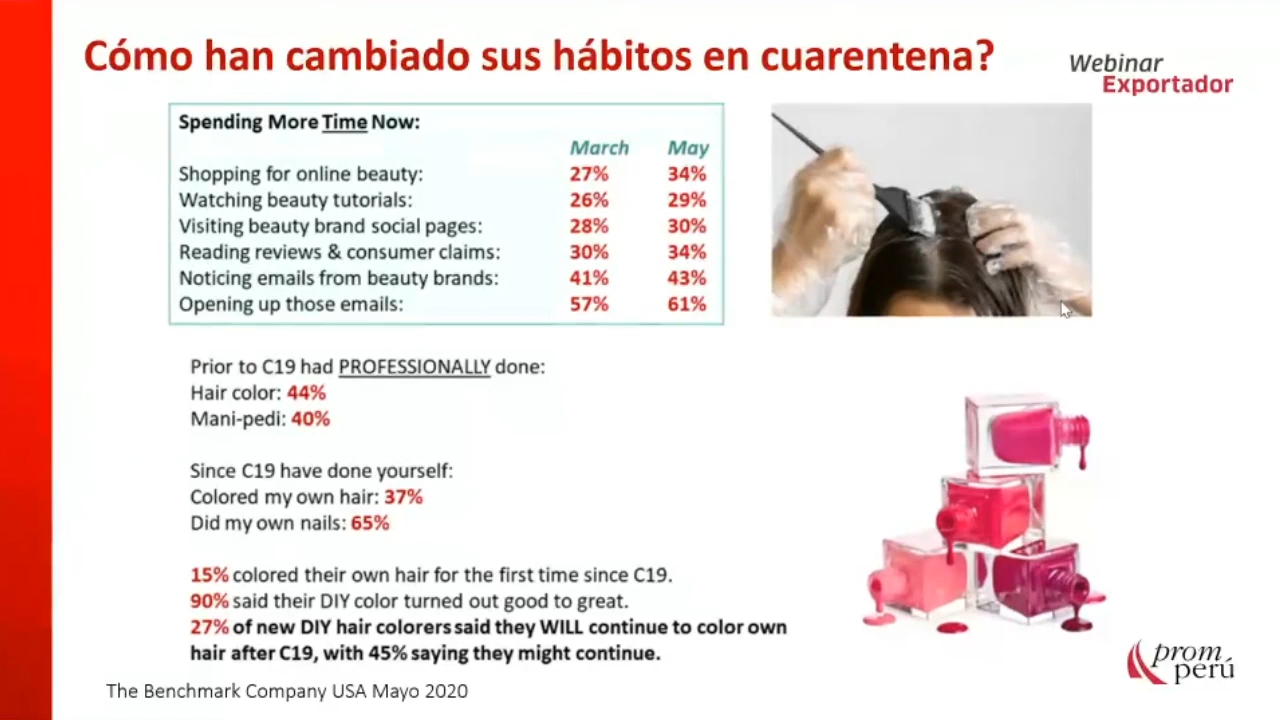 Cómo han cambiado sus hábitos en cuarentena?
Webinar
Exportador
Spending More Time Now:
March May
Shopping for online beauty: 27% 34%
Watching beauty tutorials: 26% 29%
Visiting beauty brand social pages: 28% 30%
Reading reviews & consumer claims: 30% 34%
Noticing emails from beauty brands: 41% 43%
Opening up those emails: 57% 61%
Prior to C19 had PROFESSIONALLY done:
Hair color: 44%
Mani-pedi: 40%
Since C19 have done yourself:
Colored my own hair: 37%
Did my own nails: 65%
15% colored their own hair for the first time since C19.
90% said their DIY color turned out good to great.
27% of new DIY hair colorers said they WILL continue to color own
hair after C19, with 45% saying they might continue.
The Benchmark Company USA Mayo 2020
prom
perú